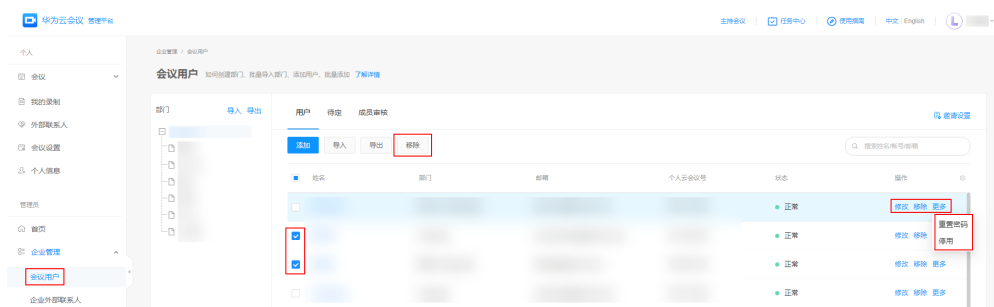 华为云会议 管理平台
主持会议 任务中心 使用指南 中文 | English L
个人
会议
我的录制
外部联系人
会议设置
个人信息
管理员
首页
企业管理
会议用户
企业外部联系人
企业管理 / 会议用户
会议用户 如何创建部门、批量导入部门、添加用户、批量添加 了解详情
部门 导入 导出
用户 待定 成员审核 邀请设置
添加 导入 导出 移除 搜索姓名/帐号/邮箱
姓名 部门 邮箱 个人云会议号 状态 操作
正常 修改 移除 更多
重置密码
停用
正常 修改 移除
正常 修改 移除 更多
正常 修改 移除 更多